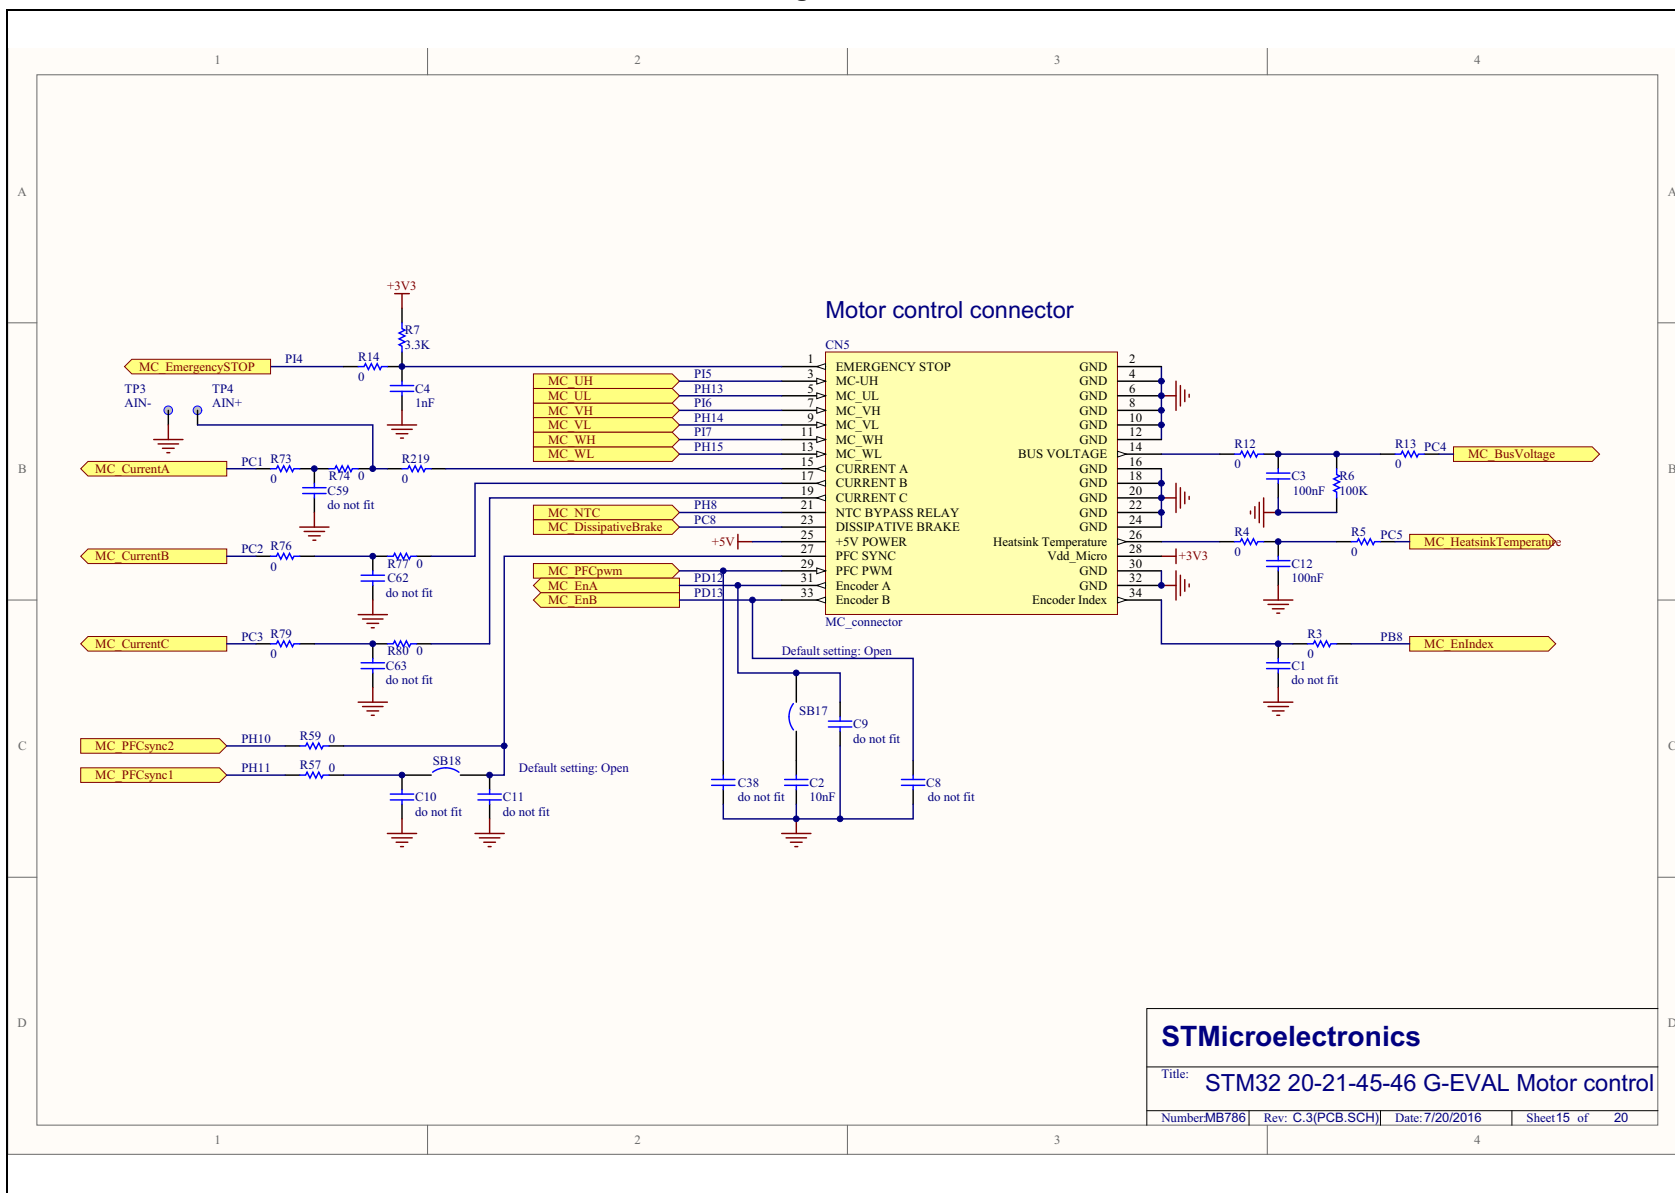 1 2 3 4
A A
+3V3
Motor control connector
R7
3.3K
CN5
MC_EmergencySTOP PI4 R14 0
C4
1nF
TP3
AIN-
TP4
AIN+
1 EMERGENCY STOP GND 2
MC_UH PI5 3 MC-UH GND 4
MC_UL PH13 5 MC_UL GND 6
MC_VH PI6 7 MC_VH GND 8
MC_VL PH14 9 MC_VL GND 10
MC_WH PI7 11 MC_WH GND 12
MC_WL PH15 13 MC_WL BUS VOLTAGE 14 R12 0 R13 0 PC4 MC_BusVoltage
B B
MC_CurrentA PC1 R73 0 R74 0 R219 0 15 CURRENT A GND 16
17 CURRENT B GND 18
19 CURRENT C GND 20
MC_NTC PH8 21 NTC BYPASS RELAY GND 22
MC_DissipativeBrake PC8 23 DISSIPATIVE BRAKE GND 24
C59
do not fit
C3
100nF
R6
100K
+5V 25 +5V POWER Heatsink Temperature 26 R4 0 R5 0 PC5 MC_HeatsinkTemperature
MC_CurrentB PC2 R76 0 R77 0 27 PFC SYNC Vdd_Micro 28 +3V3
MC_PFCpwm 29 PFC PWM GND 30
MC_EnA PD12 31 Encoder A GND 32
MC_EnB PD13 33 Encoder B Encoder Index 34
C62
do not fit
C12
100nF
MC_connector
MC_CurrentC PC3 R79 0 R80 0
R3 0 PB8 MC_EnIndex
Default setting: Open
C63
do not fit
C1
do not fit
SB17
C9
do not fit
C C
MC_PFCsync2 PH10 R59 0
MC_PFCsync1 PH11 R57 0 SB18
Default setting: Open
C10
do not fit
C11
do not fit
C38
do not fit
C2
10nF
C8
do not fit
D D
STMicroelectronics
Title: STM32 20-21-45-46 G-EVAL Motor control
Number:MB786 Rev: C.3(PCB.SCH) Date:7/20/2016 Sheet 15 of 20
1 2 3 4